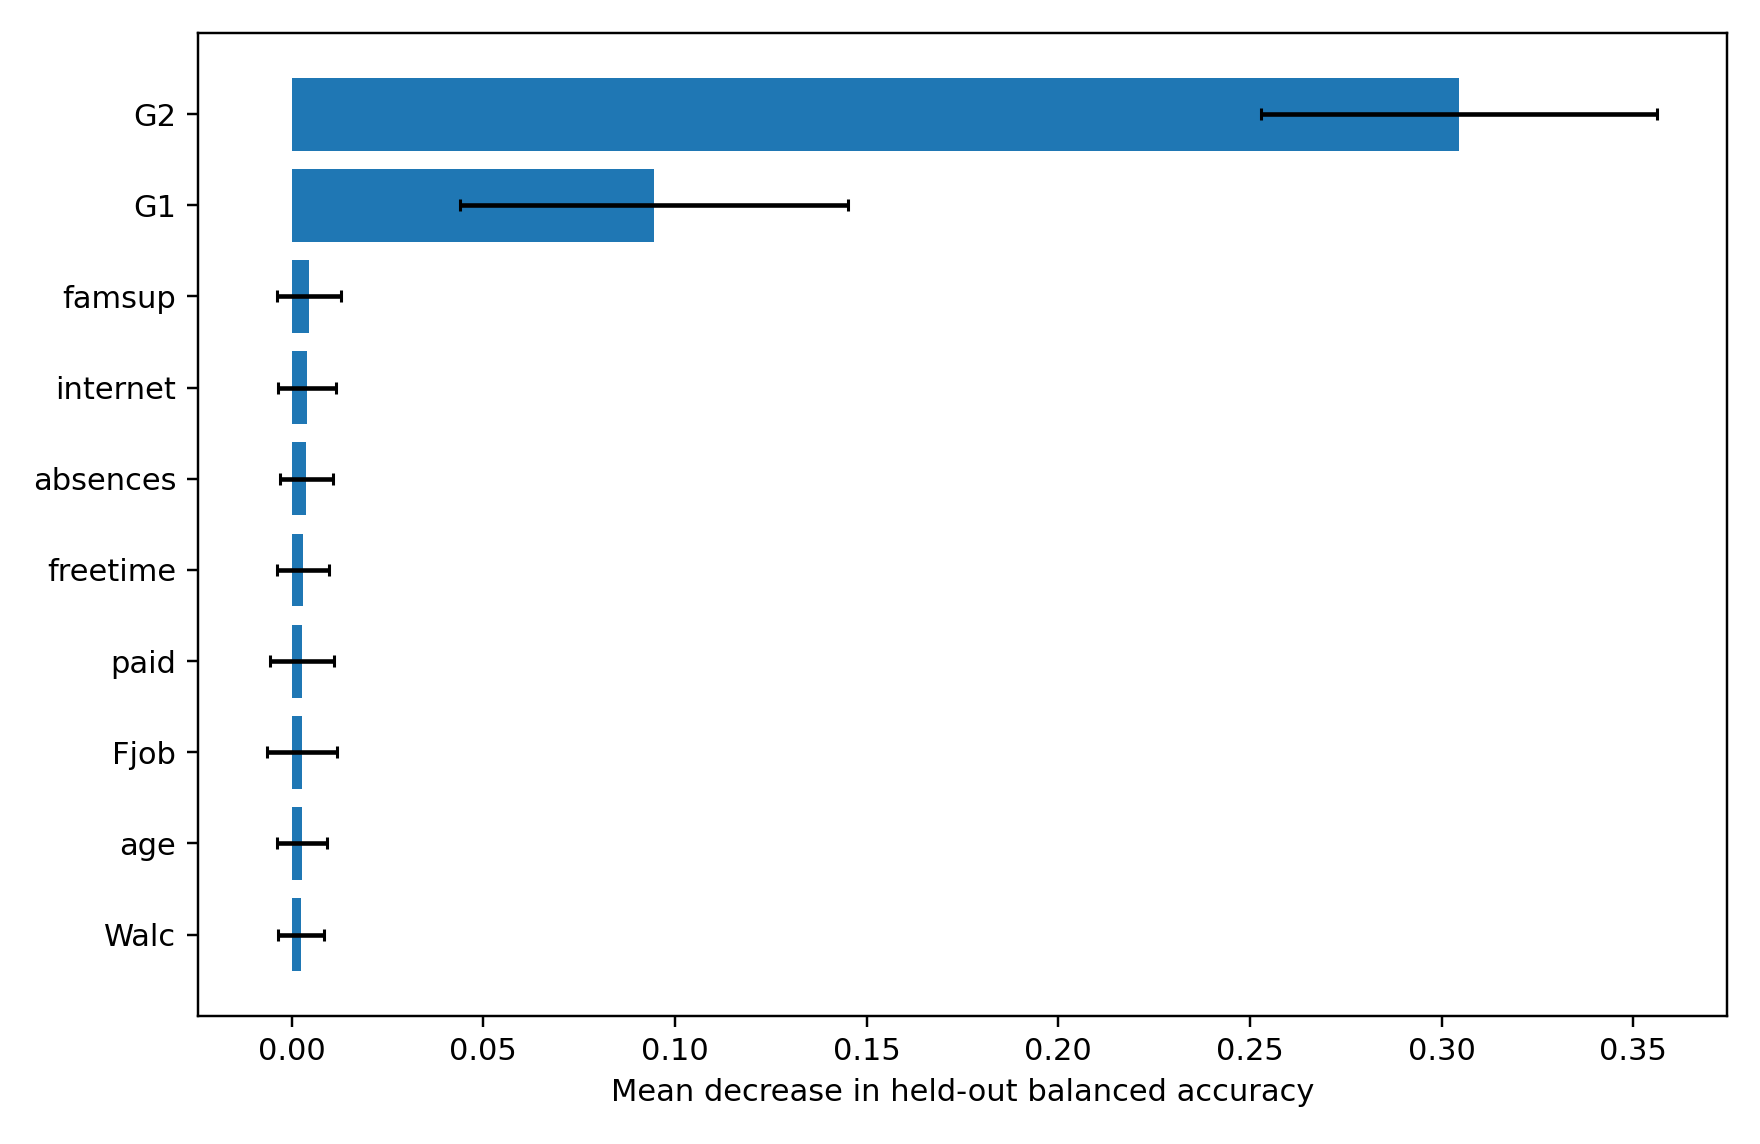 G2
G1
famsup
internet
absences
freetime
paid
Fjob
age
Walc
0.00 0.05 0.10 0.15 0.20 0.25 0.30 0.35
Mean decrease in held-out balanced accuracy